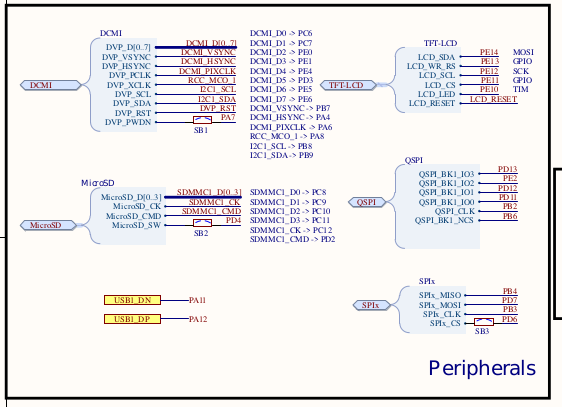 DCMI
DVP_D[0..7]
DVP_VSYNC
DVP_HSYNC
DVP_PCLK
DVP_XCLK
DVP_SCL
DVP_SDA
DVP_RST
DVP_PWDN
DCMI
DCMI_D[0..7]
DCMI_VSYNC
DCMI_HSYNC
DCMI_PIXCLK
RCC_MCO_1
I2C1_SCL
I2C1_SDA
DVP_RST
PA7
SB1
DCMI_D0 -> PC6
DCMI_D1 -> PC7
DCMI_D2 -> PE0
DCMI_D3 -> PE1
DCMI_D4 -> PE4
DCMI_D5 -> PD3
DCMI_D6 -> PE5
DCMI_D7 -> PE6
DCMI_VSYNC -> PB7
DCMI_HSYNC -> PA4
DCMI_PIXCLK -> PA6
RCC_MCO_1 -> PA8
I2C1_SCL -> PB8
I2C1_SDA -> PB9
TFT-LCD
TFT-LCD
LCD_SDA PE14 MOSI
LCD_WR_RS PE13 GPIO
LCD_SCL PE12 SCK
LCD_CS PE11 GPIO
LCD_LED PE10 TIM
LCD_RESET LCD_RESET
MicroSD
MicroSD
MicroSD_D[0..3] SDMMC1_D[0..3]
MicroSD_CK SDMMC1_CK
MicroSD_CMD SDMMC1_CMD
MicroSD_SW PD4
SB2
SDMMC1_D0 -> PC8
SDMMC1_D1 -> PC9
SDMMC1_D2 -> PC10
SDMMC1_D3 -> PC11
SDMMC1_CK -> PC12
SDMMC1_CMD -> PD2
QSPI
QSPI
QSPI_BK1_IO3 PD13
QSPI_BK1_IO2 PE2
QSPI_BK1_IO1 PD12
QSPI_BK1_IO0 PD11
QSPI_CLK PB2
QSPI_BK1_NCS PB6
USB1_DN PA11
USB1_DP PA12
SPIx
SPIx
SPIx_MISO PB4
SPIx_MOSI PD7
SPIx_CLK PB3
SPIx_CS PD6
SB3
Peripherals